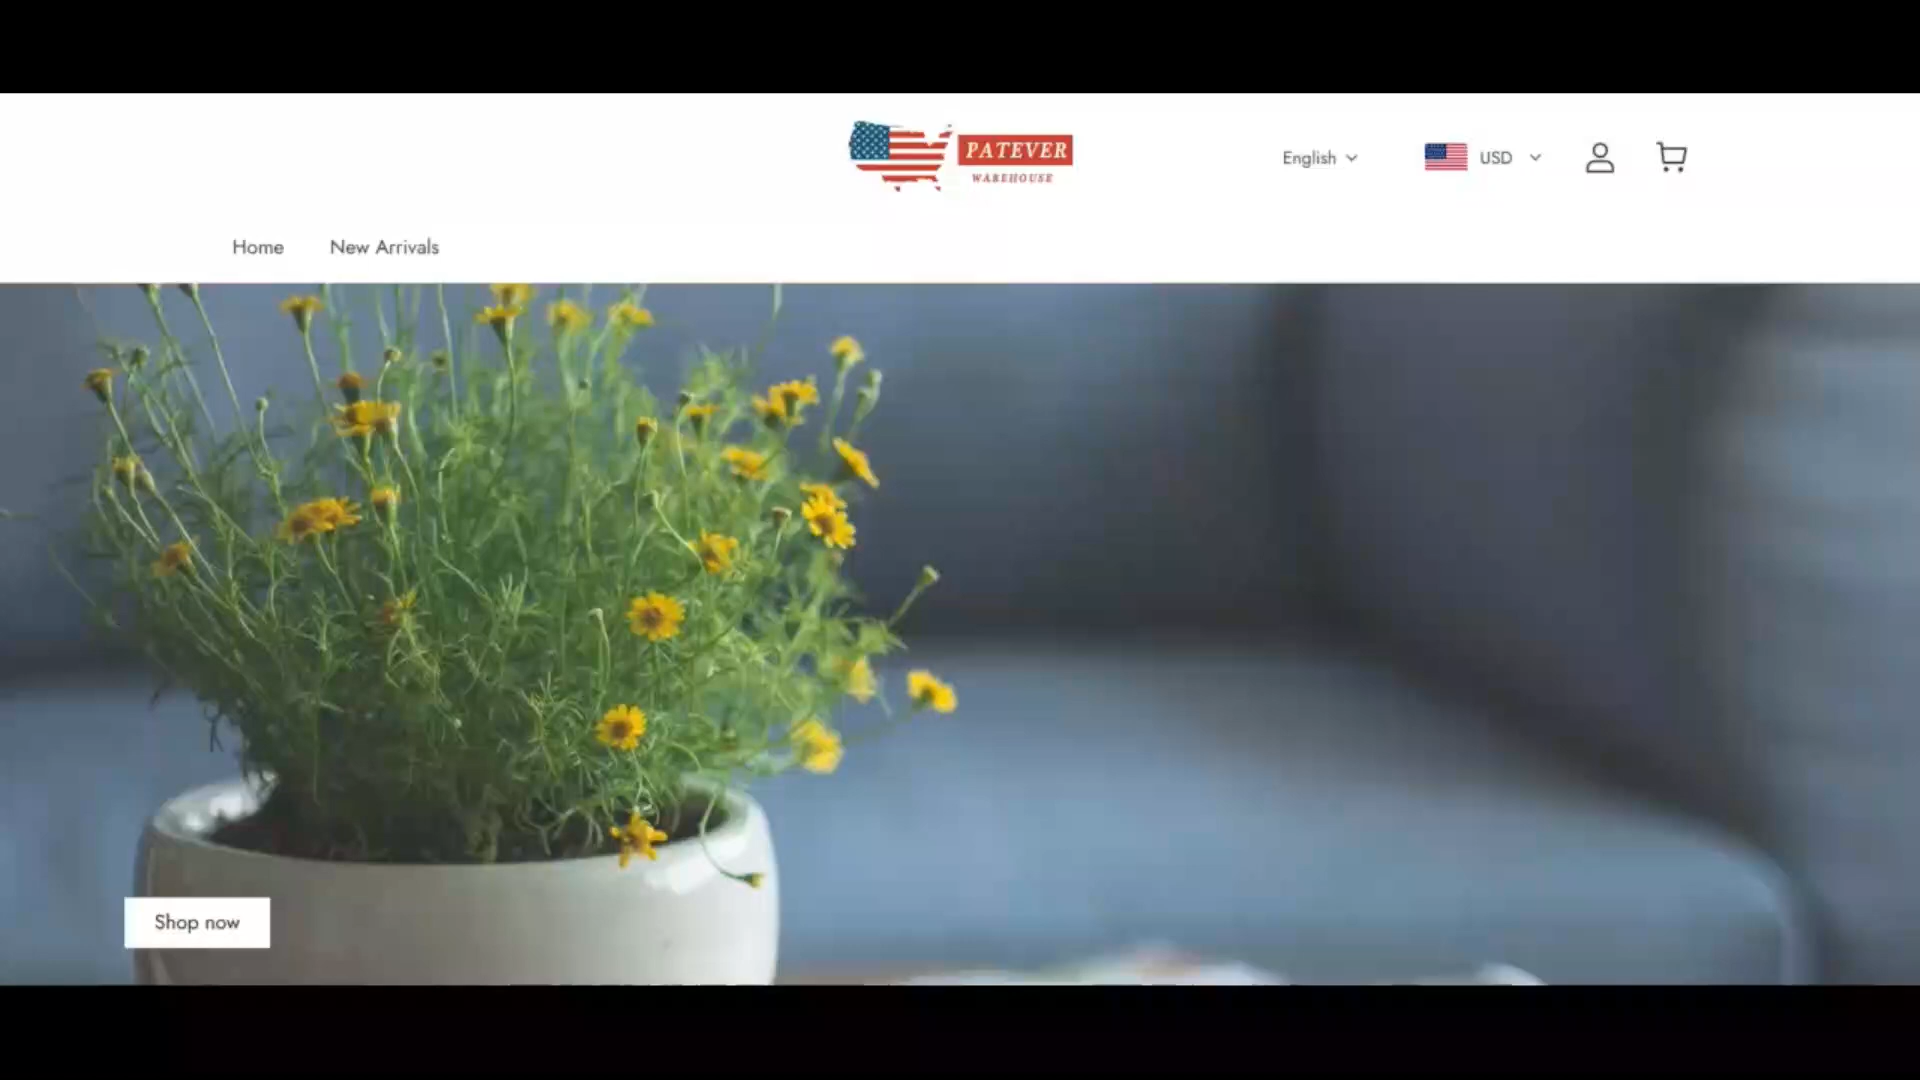 PATEVER
WAREHOUSE
English
USD
Home
New Arrivals
Shop now